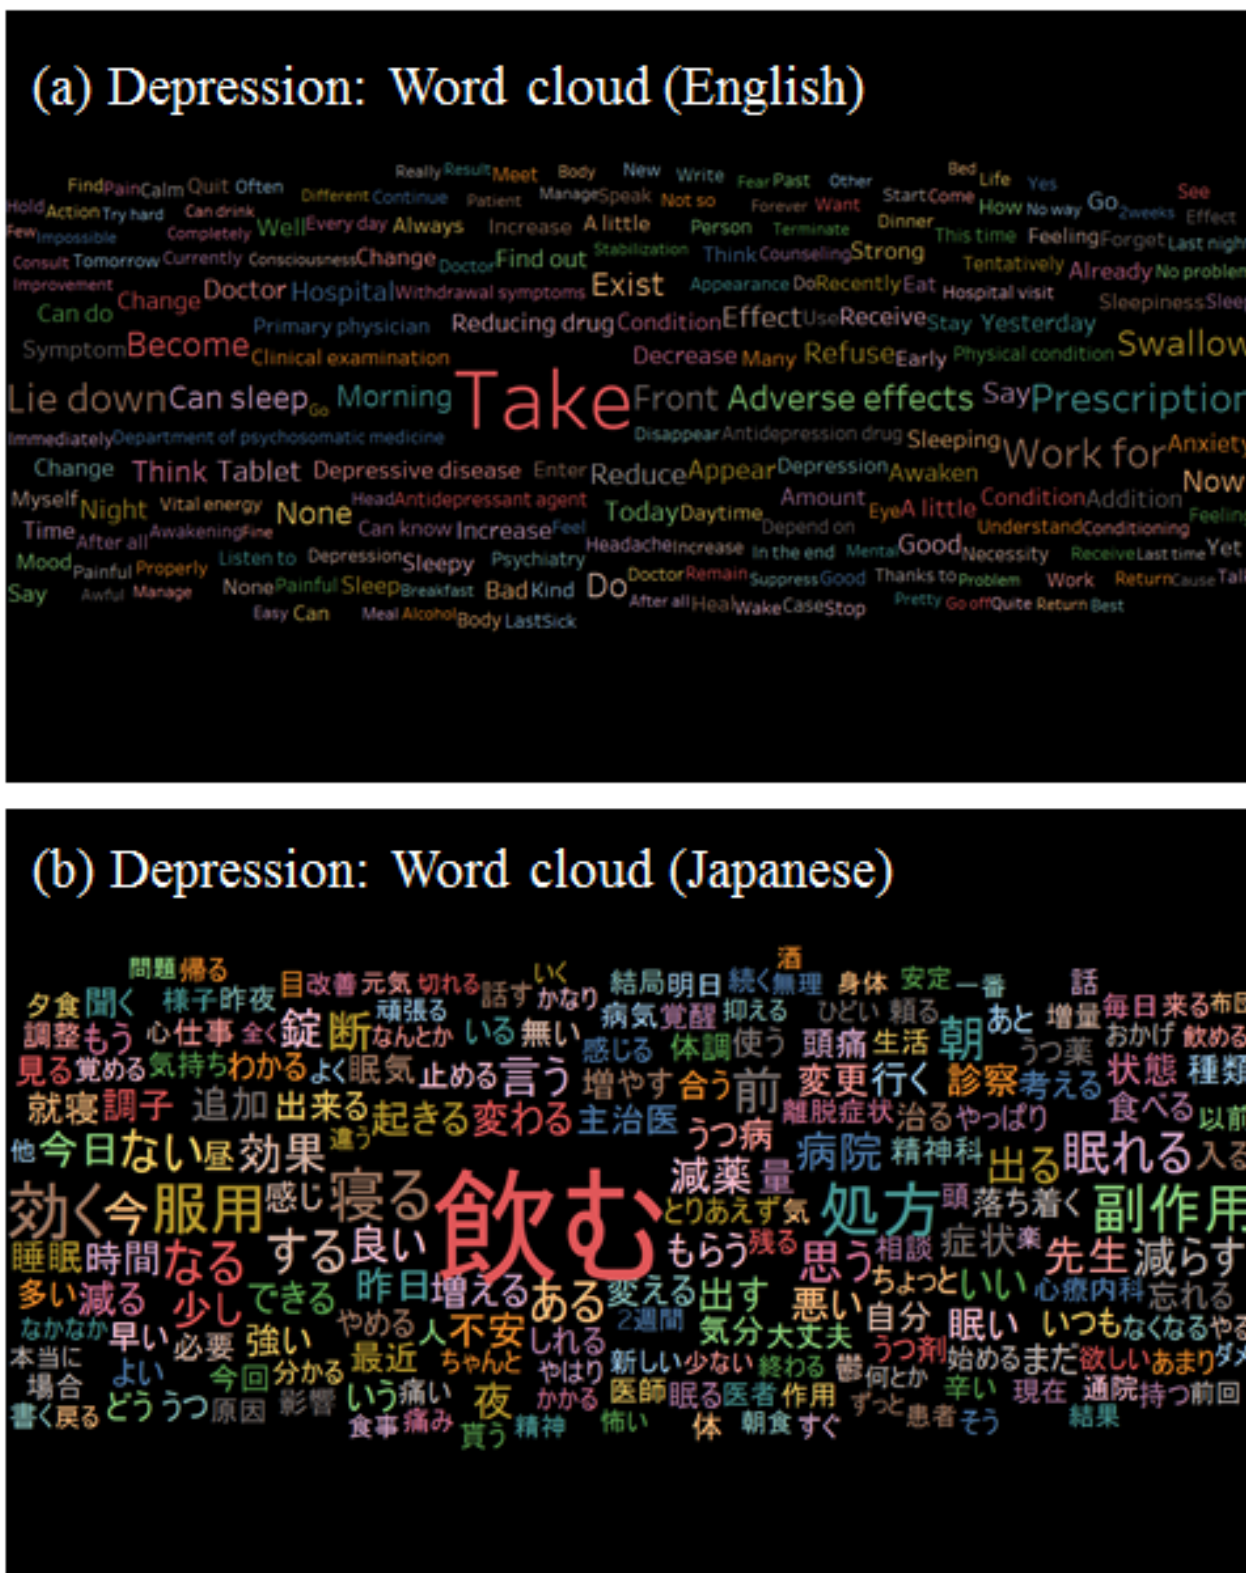 (a) Depression: Word cloud (English)
Really Result Meet Body New Write Fear Past Other Bed Life Yes See
Find Pain Calm Quit Often Different Continue Patient Manage Speak Not so Forever Want Start Come How No way Go 2weeks Effect
Hold Action Try hard Can drink Well Every day Always Increase A little Person Terminate Dinner This time Feeling Forget Last night
Few Impossible Completely Stabilization
Consult Tomorrow Currently Consciousness Change Doctor Find out Think Counseling Strong Tentatively Already No problem
Improvement Change Doctor Hospital Withdrawal symptoms Exist Appearance Do Recently Eat Hospital visit Sleepiness Sleep
Can do Primary physician Reducing drug Condition Effect Use Receive Stay Yesterday
Symptom Become Clinical examination Decrease Many Refuse Early Physical condition Swallow
Lie down Can sleep Go Morning Take Front Adverse effects Say Prescription
Immediately Department of psychosomatic medicine Disappear Antidepression drug Sleeping Work for Anxiety
Change Think Tablet Depressive disease Enter Reduce Appear Depression Awaken Now
Myself Night Vital energy None Head Antidepressant agent Today Daytime Amount Eye A little Condition Addition Feeling
Time After all Awakening Fine Can know Increase Feel Depend on Understand Conditioning
Mood Painful Properly Listen to Depression Sleepy Psychiatry Headache Increase In the end Mental Good Necessity Receive Last time Yet
Say Awful Manage None Painful Sleep Breakfast Bad Kind Do Doctor Remain Suppress Good Thanks to Problem Work Return Cause Talk
Easy Can Meal Alcohol Body Last Sick After all Heal Wake Case Stop Pretty Go off Quite Return Best
(b) Depression: Word cloud (Japanese)
問題 帰る 目 改善 元気 切れる いく 結局 明日 続く 無理 酒 身体 安定 一番 話
夕食 聞く 様子 昨夜 頑張る 話す かなり 病気 覚醒 抑える ひどい 頼る あと 増量 毎日 来る 布団
調整 もう 心 仕事 全く 錠 断 なんとか いる 無い 感じる 体調 使う 頭痛 生活 朝 うつ薬 おかげ 飲める
見る 覚める 気持ち わかる よく 眠気 止める 言う 増やす 合う 前 変更 行く 診察 考える 状態 種類
就寝 調子 追加 出来る 起きる 変わる 主治医 離脱症状 治る やっぱり 食べる 以前
他 今日 ない 昼 効果 違う うつ病 病院 精神科 出る 眠れる 入る
効く 今 服用 感じ 寝る 飲む 減薬 量 とりあえず 気 処方 頭 落ち着く 副作用
睡眠 時間 なる する 良い もらう 残る 思う 相談 症状 薬 先生 減らす
多い 減る 少し できる 昨日 増える ある 変える 出す 悪い ちょっと いい 心療内科 忘れる
なかなか 早い 必要 強い やめる 人 不安 しれる 2週間 気分 大丈夫 自分 眠い いつも なくなる やる
本当に よい 今回 分かる 最近 ちゃんと やはり 新しい 少ない 終わる 鬱 何とか うつ剤 始める まだ 欲しい あまり ダメ
場合 どう うつ 原因 影響 いう 痛い 夜 かかる 医師 眠る 医者 作用 ずっと 辛い 現在 通院 持つ 前回
書く 戻る 食事 痛み 貰う 精神 怖い 体 朝食 すぐ 患者 そう 結果